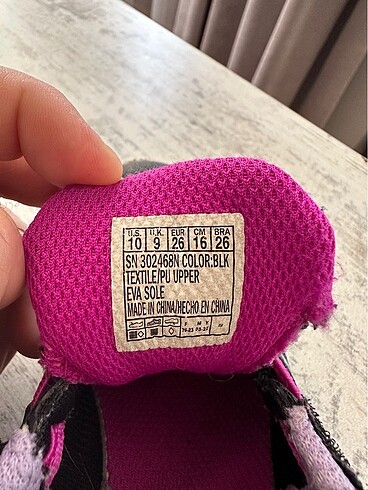 U.S. U.K. EUR CM BRA
10 9 26 16 26
SN 302468N COLOR:BLK
TEXTILE/PU UPPER
EVA SOLE
MADE IN CHINA/HECHO EN CHINA
F M Y